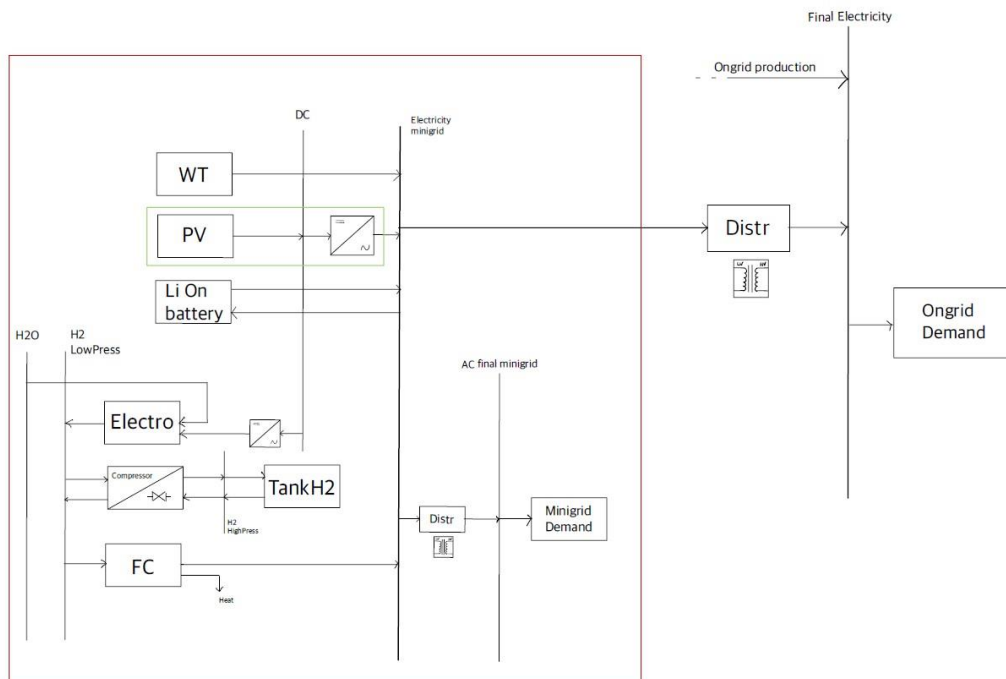 Final Electricity
Ongrid production
DC
Electricity
minigrid
WT
PV
Distr
Li On
battery
Ongrid
Demand
H2O
H2
LowPress
AC final minigrid
Electro
Compressor
TankH2
H2
HighPress
Distr
Minigrid
Demand
FC
Heat